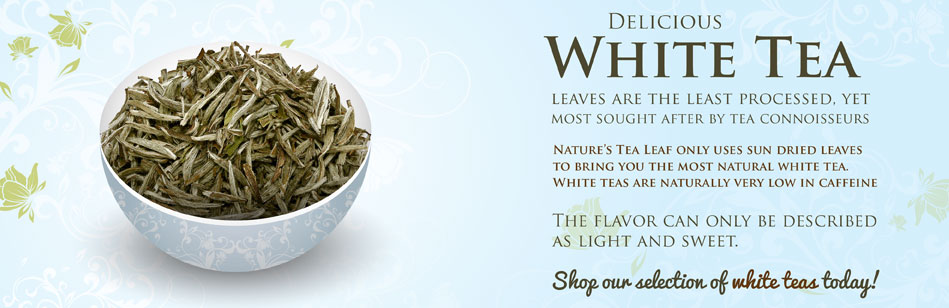 Delicious
White Tea
leaves are the least processed, yet
most sought after by tea connoisseurs
Nature's Tea Leaf only uses sun dried leaves
to bring you the most natural white tea.
White teas are naturally very low in caffeine
The flavor can only be described
as light and sweet.
Shop our selection of white teas today!